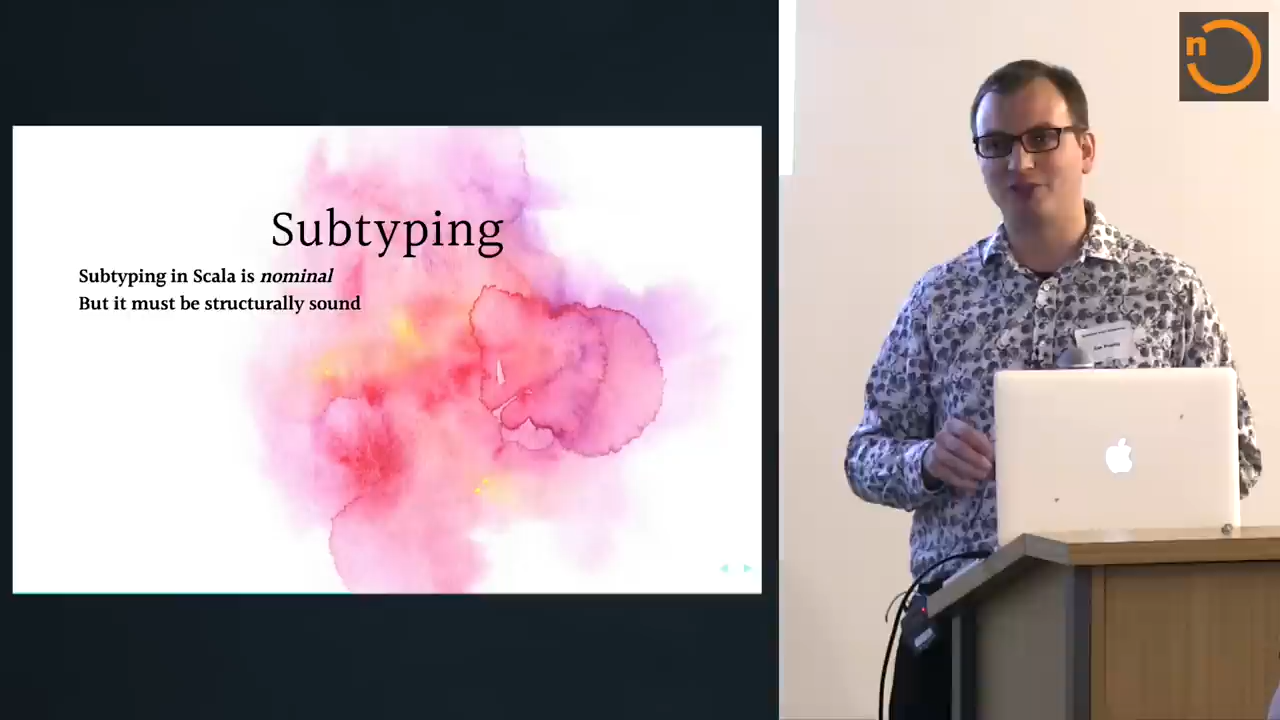 Subtyping
Subtyping in Scala is nominal
But it must be structurally sound
n